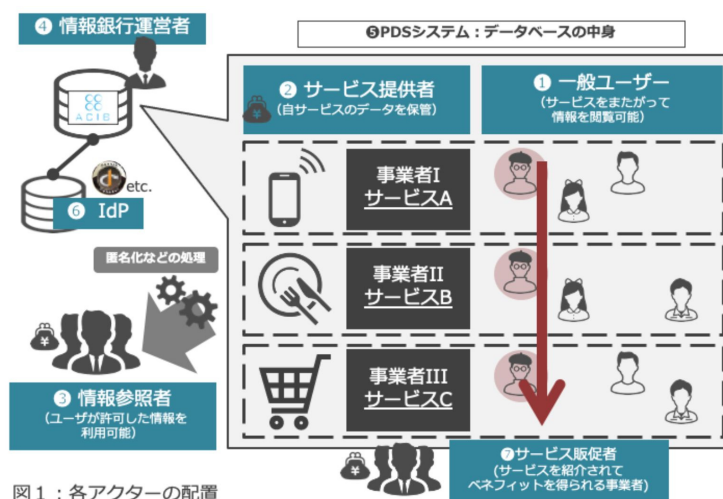 ❹ 情報銀行運営者
❺PDSシステム：データベースの中身
❷ サービス提供者
(自サービスのデータを保管)
❶ 一般ユーザー
(サービスをまたがって
情報を閲覧可能)
ACIB
etc.
❻ IdP
事業者I
サービスA
匿名化などの処理
事業者II
サービスB
事業者III
サービスC
❸ 情報参照者
(ユーザが許可した情報を
利用可能)
❼サービス販促者
(サービスを紹介されて
ベネフィットを得られる事業者)
図１：各アクターの配置